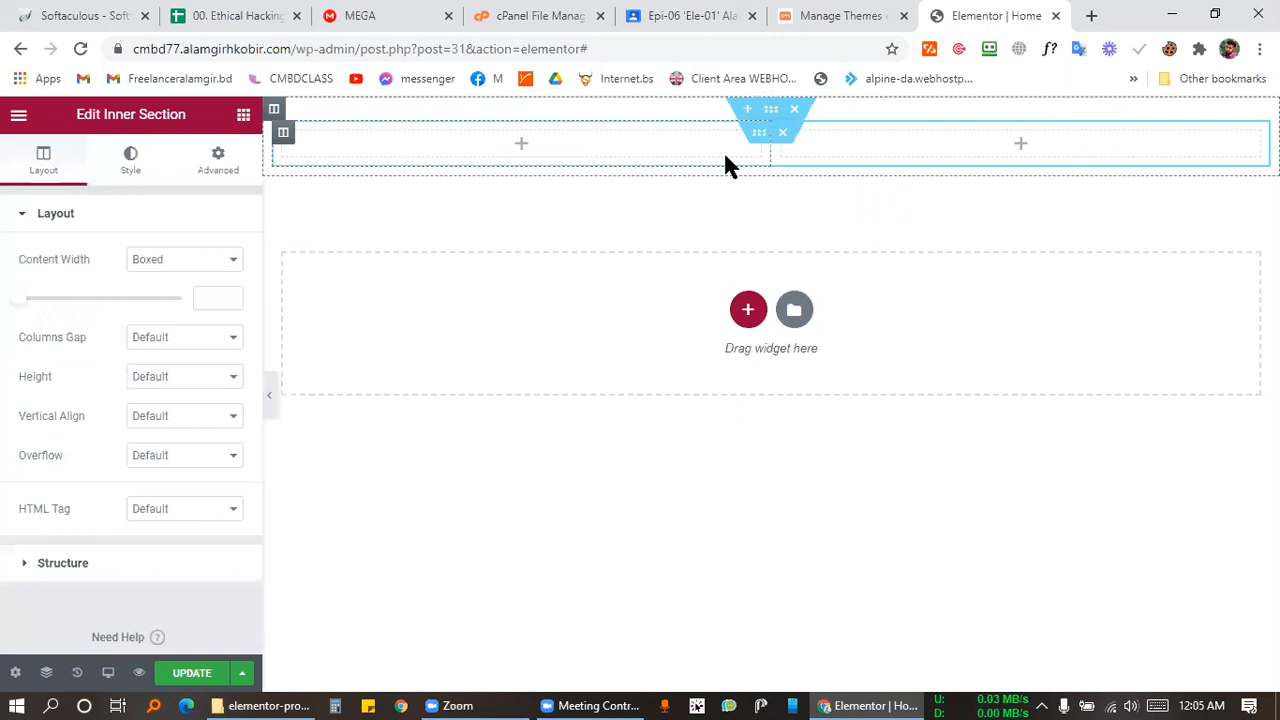 Saftaculous - Soft
Dn Ethical Hacking
MEGA
cPanel File Manag
Epi-06 'Ele-01' Ala
Manage Themes
Elementor | Home
cmbd77.alamgirhkobir.com/wp-admin/post.php?post=31&action=elementor#
Apps
Freelanceralamgir.bd
CMBDCLASS
messenger
M
Internet.bs
Client Area WEBHO...
alpine-da.webhostp...
Other bookmarks
Edit Inner Section
Layout
Style
Advanced
Layout
Content Width
Boxed
Columns Gap
Default
Height
Default
Vertical Align
Default
Overflow
Default
HTML Tag
Default
Structure
Drag widget here
Need Help
UPDATE
elementor pro...
Zoom
Meeting Contr...
Elementor | Ho...
U: 0.03 MB/s
D: 0.00 MB/s
12:05 AM